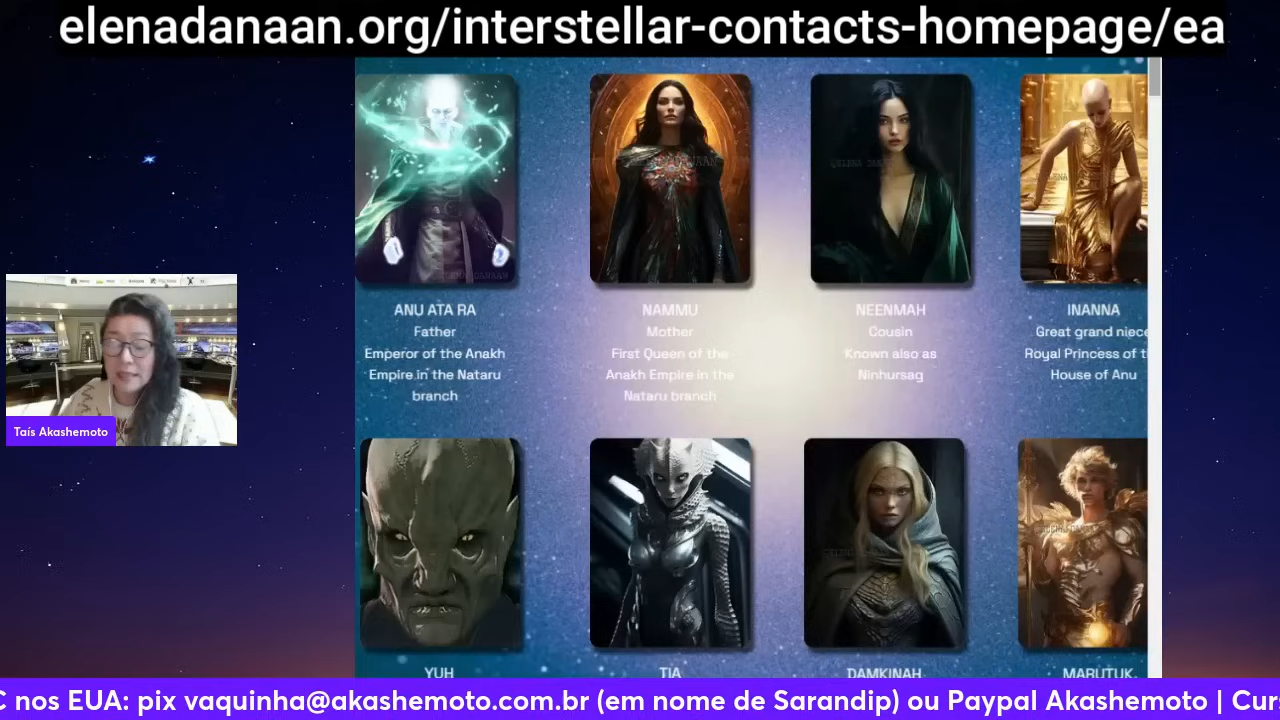 elenadanaan.org/interstellar-contacts-homepage/ea
ANU ATA RA
Father
Emperor of the Anakh
Empire in the Nataru
branch
NAMMU
Mother
First Queen of the
Anakh Empire in the
Nataru branch
NEENMAH
Cousin
Known also as
Ninhursag
INANNA
Great grand niece
Royal Princess of t
House of Anu
Taís Akashemoto
YUH
TIA
DAMKINAH
MARUTUK
C nos EUA: pix vaquinha@akashemoto.com.br (em nome de Sarandip) ou Paypal Akashemoto | Cur